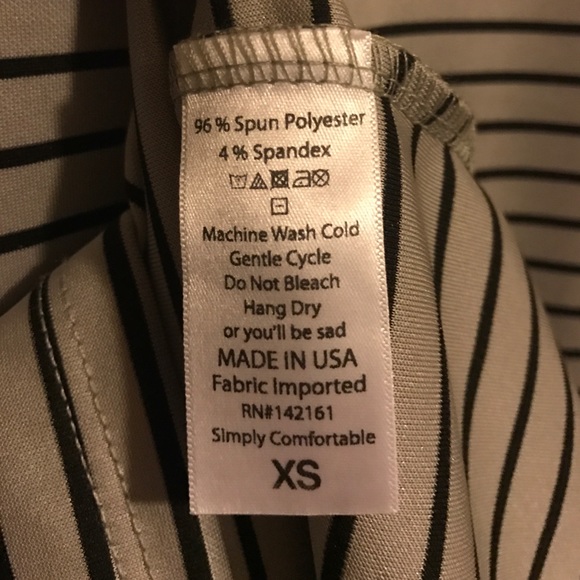 96 % Spun Polyester
4 % Spandex
Machine Wash Cold
Gentle Cycle
Do Not Bleach
Hang Dry
or you'll be sad
MADE IN USA
Fabric Imported
RN#142161
Simply Comfortable
XS